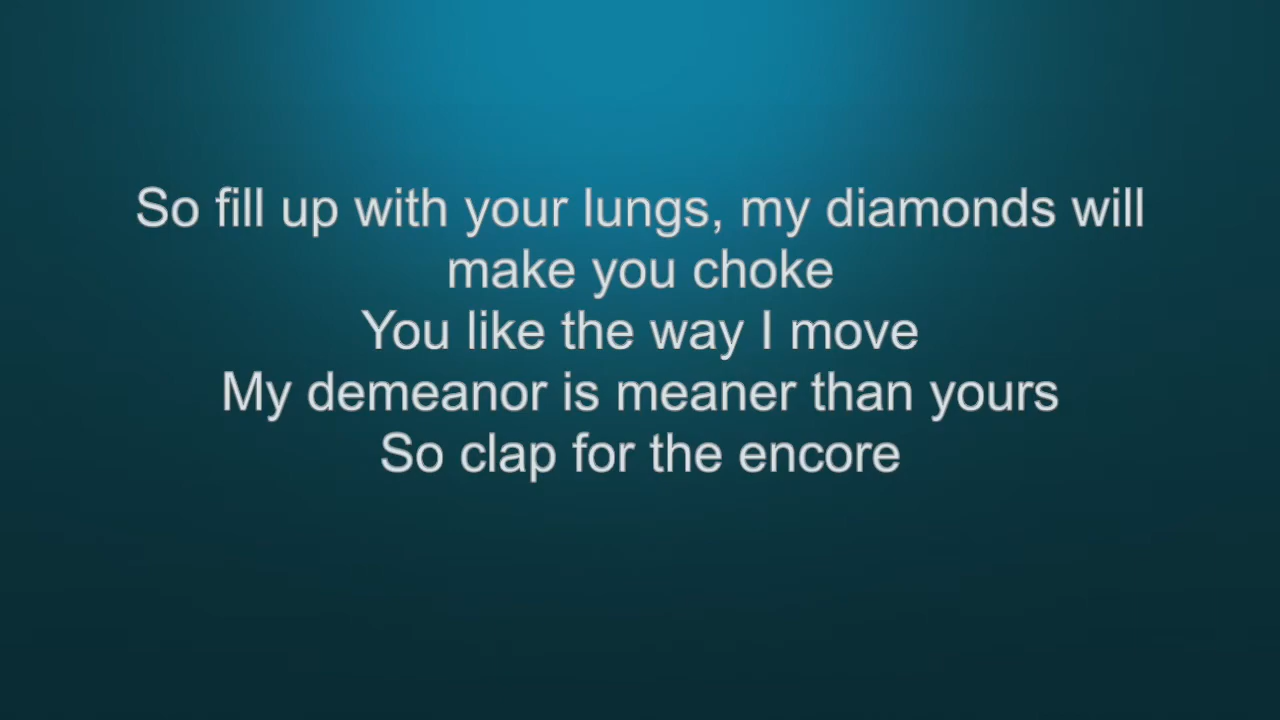 So fill up with your lungs, my diamonds will
make you choke
You like the way I move
My demeanor is meaner than yours
So clap for the encore